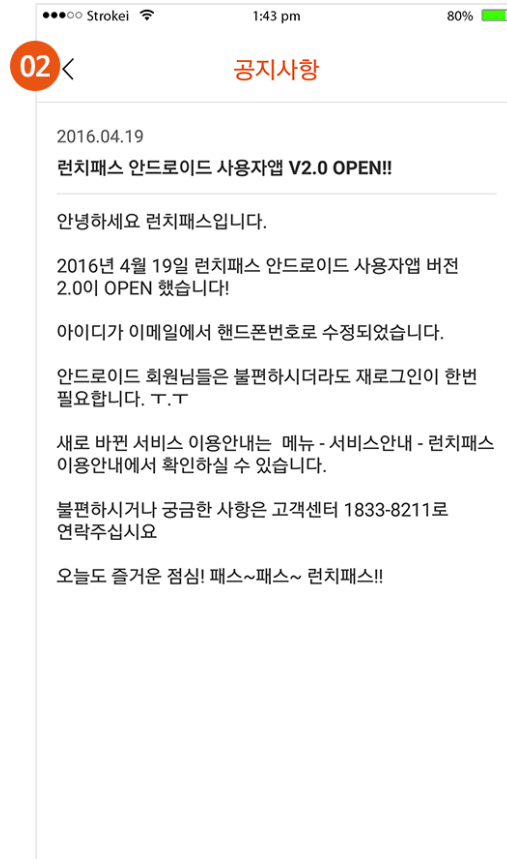 ●●●○○ Strokei 1:43 pm 80%
02 < 공지사항
2016.04.19
런치패스 안드로이드 사용자앱 V2.0 OPEN!!
안녕하세요 런치패스입니다.
2016년 4월 19일 런치패스 안드로이드 사용자앱 버전
2.0이 OPEN 했습니다!
아이디가 이메일에서 핸드폰번호로 수정되었습니다.
안드로이드 회원님들은 불편하시더라도 재로그인이 한번
필요합니다. ㅜ.ㅜ
새로 바뀐 서비스 이용안내는  메뉴 - 서비스안내 - 런치패스
이용안내에서 확인하실 수 있습니다.
불편하시거나 궁금한 사항은 고객센터 1833-8211로
연락주십시요
오늘도 즐거운 점심! 패스~패스~ 런치패스!!